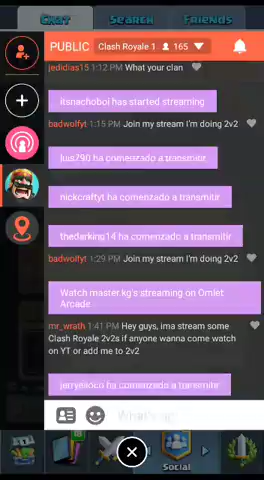 Chat Search Friends
PUBLIC Clash Royale 1 165
jedidias15 1:12 PM What your clan
itsnachoboi has started streaming
badwolfyt 1:15 PM Join my stream I'm doing 2v2
luis790 ha comenzado a transmitir
nickcraftyt ha comenzado a transmitir
thedarking14 ha comenzado a transmitir
badwolfyt 1:29 PM Join my stream I'm doing 2v2
Watch master.kg's streaming on Omlet
Arcade
mr_wrath 1:41 PM Hey guys, ima stream some
Clash Royale 2v2s if anyone wanna come watch
on YT or add me to 2v2
ha comenzado a transmitir
What's up
Social